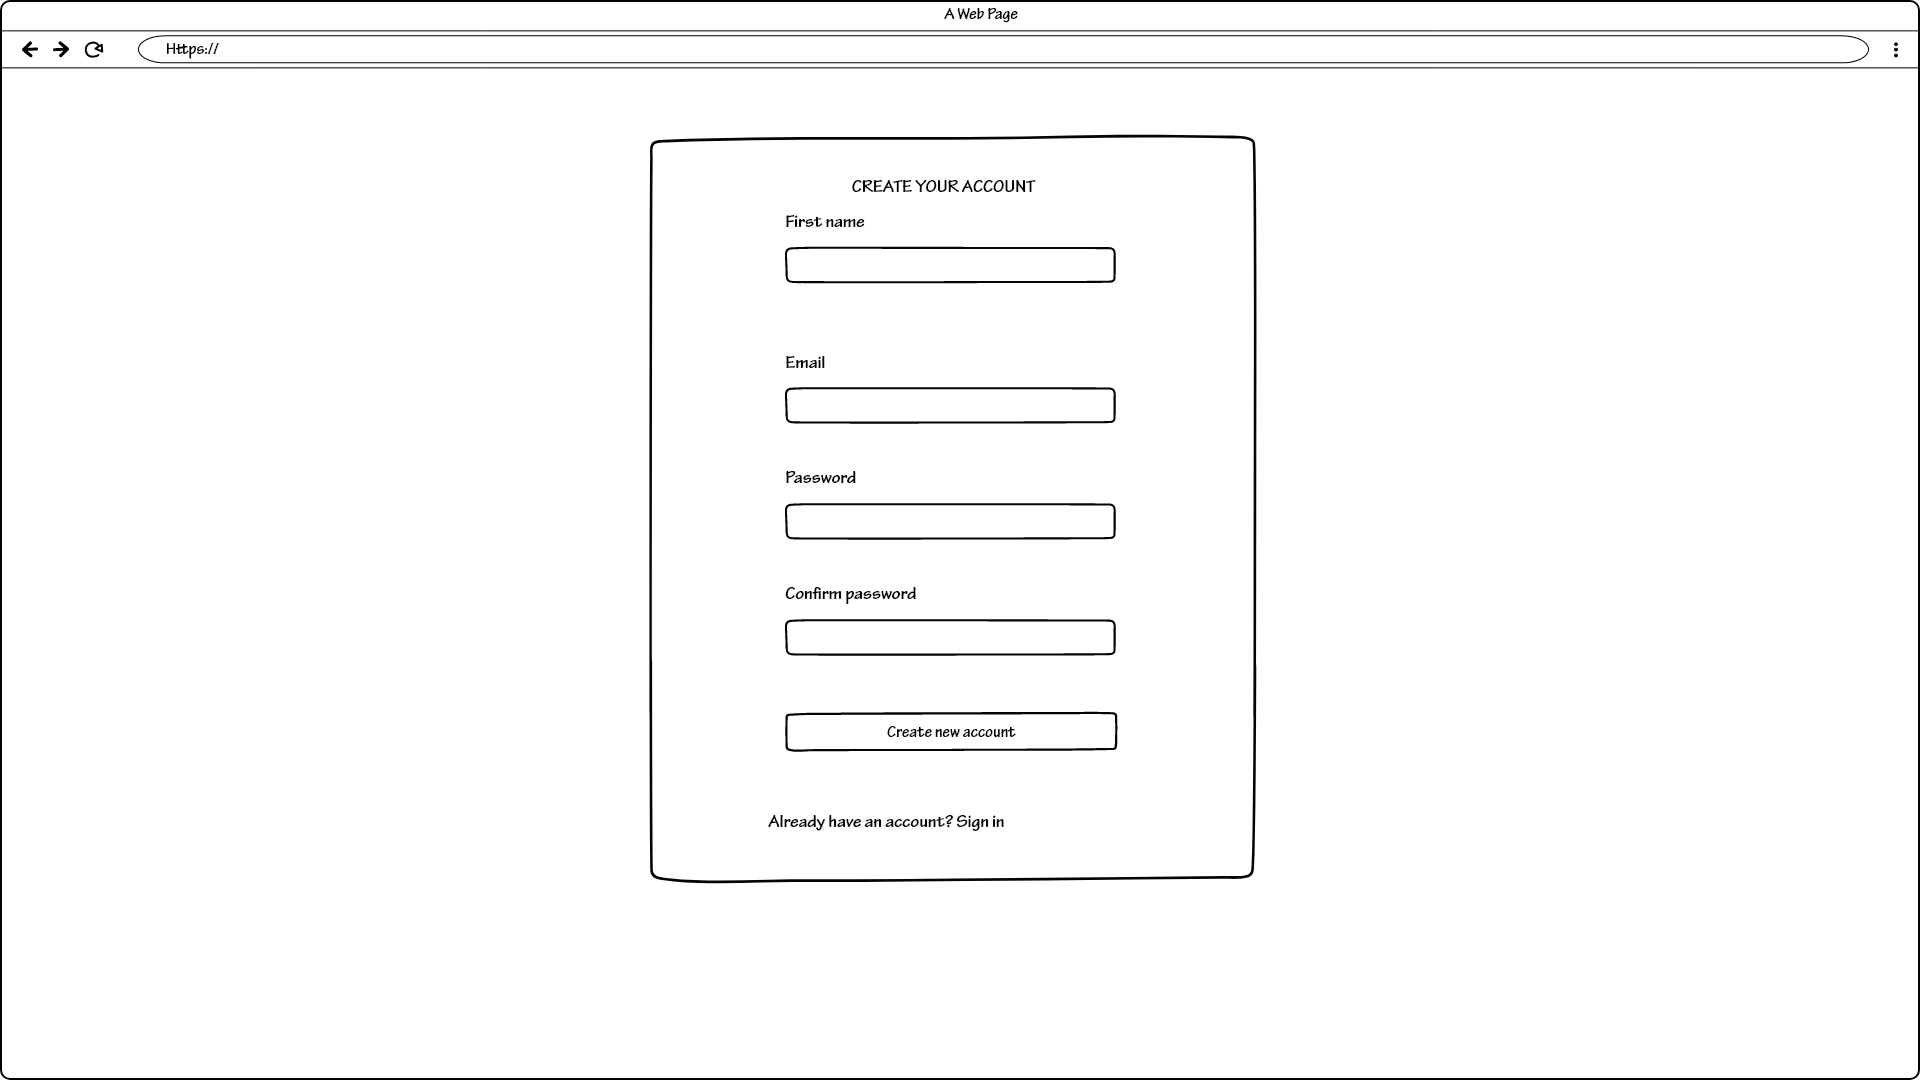 A Web Page
Https://
CREATE YOUR ACCOUNT
First name
Email
Password
Confirm password
Create new account
Already have an account? Sign in